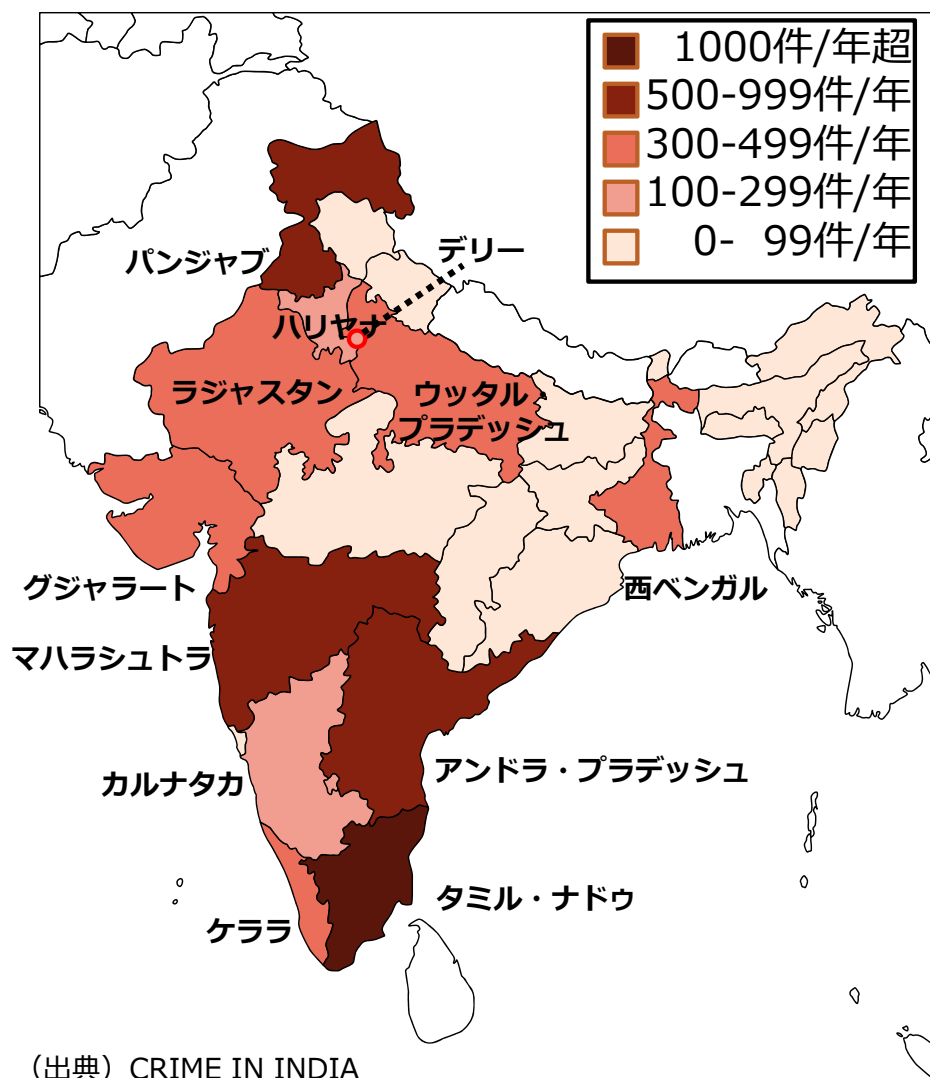 1000件/年超
500-999件/年
300-499件/年
100-299件/年
0- 99件/年
デリー
パンジャブ
ハリヤナ
ラジャスタン
ウッタル・
プラデッシュ
グジャラート
西ベンガル
マハラシュトラ
カルナタカ
アンドラ・プラデッシュ
タミル・ナドゥ
ケララ
（出典）CRIME IN INDIA